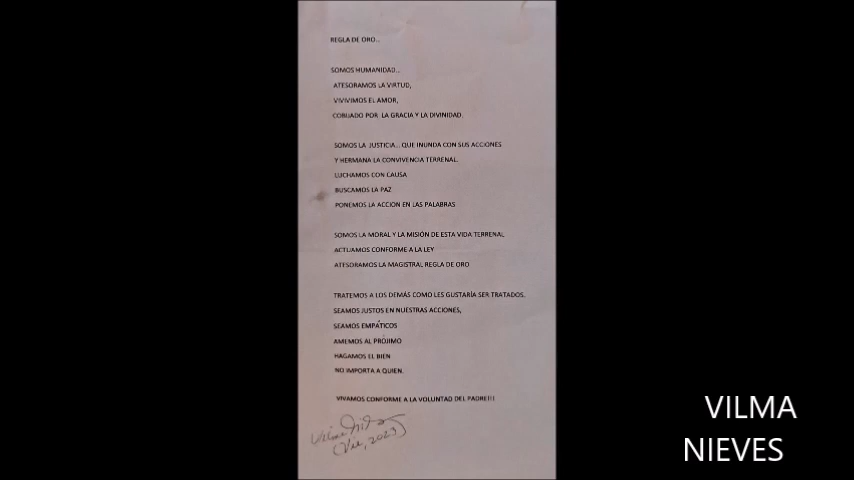 REGLA DE ORO...
SOMOS HUMANIDAD...
ATESORAMOS LA VIRTUD,
VIVIVIMOS EL AMOR,
COBIJADO POR LA GRACIA Y LA DIVINIDAD.
SOMOS LA JUSTICIA... QUE INUNDA CON SUS ACCIONES
Y HERMANA LA CONVIVENCIA TERRENAL.
LUCHAMOS CON CAUSA
BUSCAMOS LA PAZ
PONEMOS LA ACCION EN LAS PALABRAS
SOMOS LA MORAL Y LA MISIÓN DE ESTA VIDA TERRENAL
ACTUAMOS CONFORME A LA LEY
ATESORAMOS LA MAGISTRAL REGLA DE ORO
TRATEMOS A LOS DEMÁS COMO LES GUSTARÍA SER TRATADOS.
SEAMOS JUSTOS EN NUESTRAS ACCIONES,
SEAMOS EMPÁTICOS
AMEMOS AL PRÓJIMO
HAGAMOS EL BIEN
NO IMPORTA A QUIEN.
VIVAMOS CONFORME A LA VOLUNTAD DEL PADRE!!!
2023)
VILMA
NIEVES